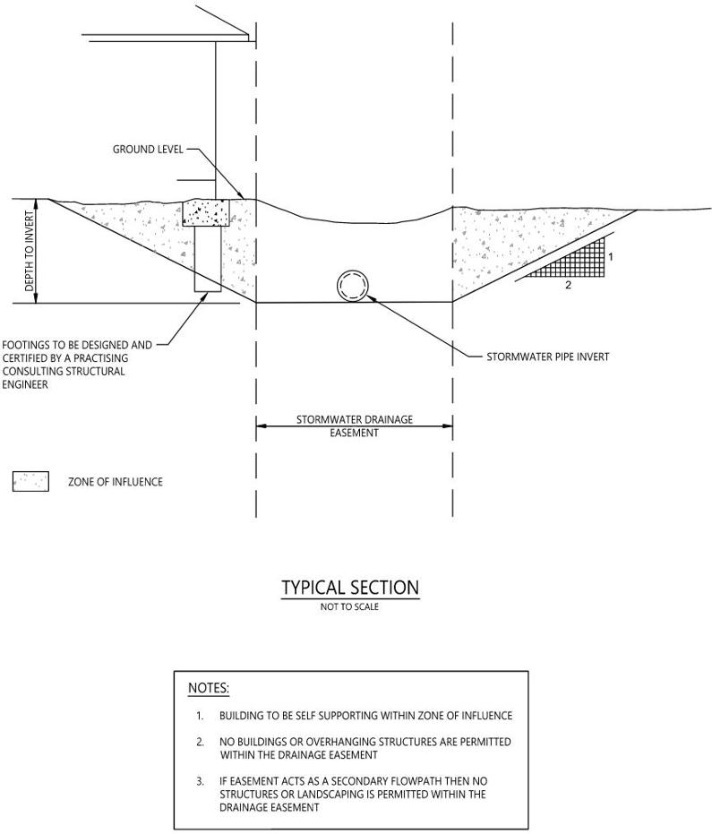 GROUND LEVEL
DEPTH TO INVERT
1
2
FOOTINGS TO BE DESIGNED AND
CERTIFIED BY A PRACTISING
CONSULTING STRUCTURAL
ENGINEER
STORMWATER PIPE INVERT
STORMWATER DRAINAGE
EASEMENT
ZONE OF INFLUENCE
TYPICAL SECTION
NOT TO SCALE
NOTES:
1. BUILDING TO BE SELF SUPPORTING WITHIN ZONE OF INFLUENCE
2. NO BUILDINGS OR OVERHANGING STRUCTURES ARE PERMITTED
WITHIN THE DRAINAGE EASEMENT
3. IF EASEMENT ACTS AS A SECONDARY FLOWPATH THEN NO
STRUCTURES OR LANDSCAPING IS PERMITTED WITHIN THE
DRAINAGE EASEMENT